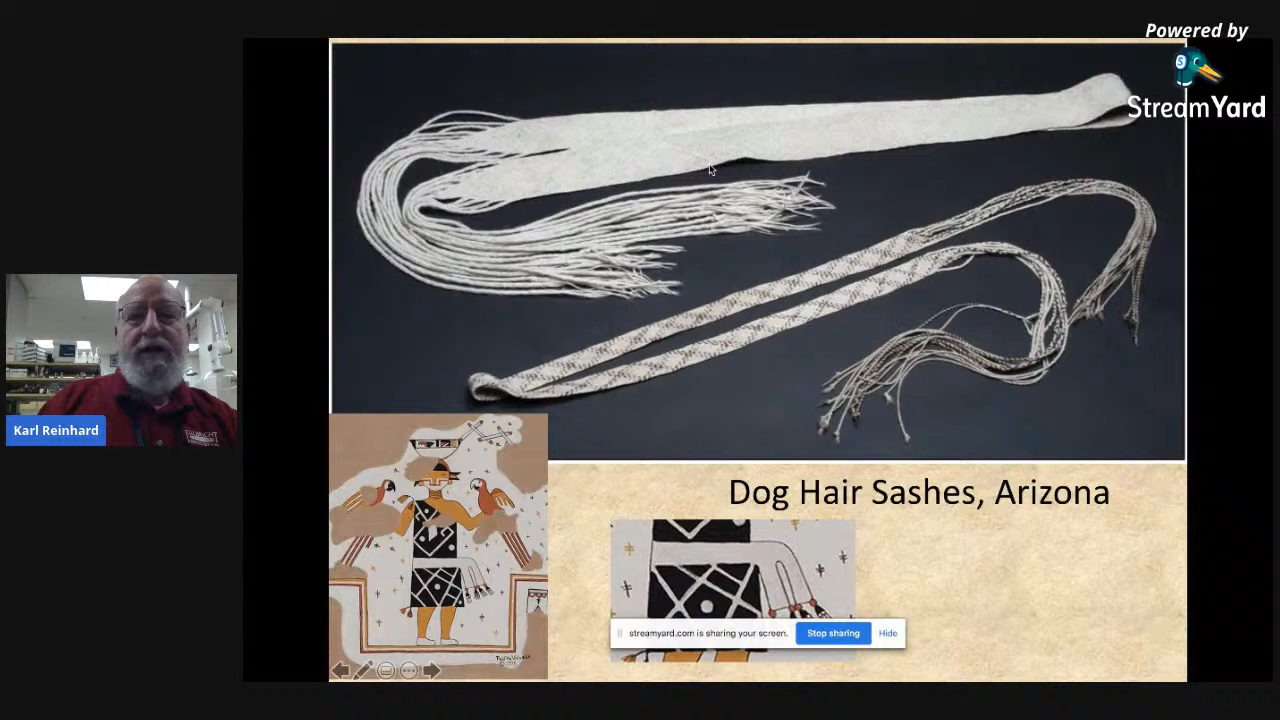 Powered by
StreamYard
Karl Reinhard
Dog Hair Sashes, Arizona
streamyard.com is sharing your screen.
Stop sharing
Hide